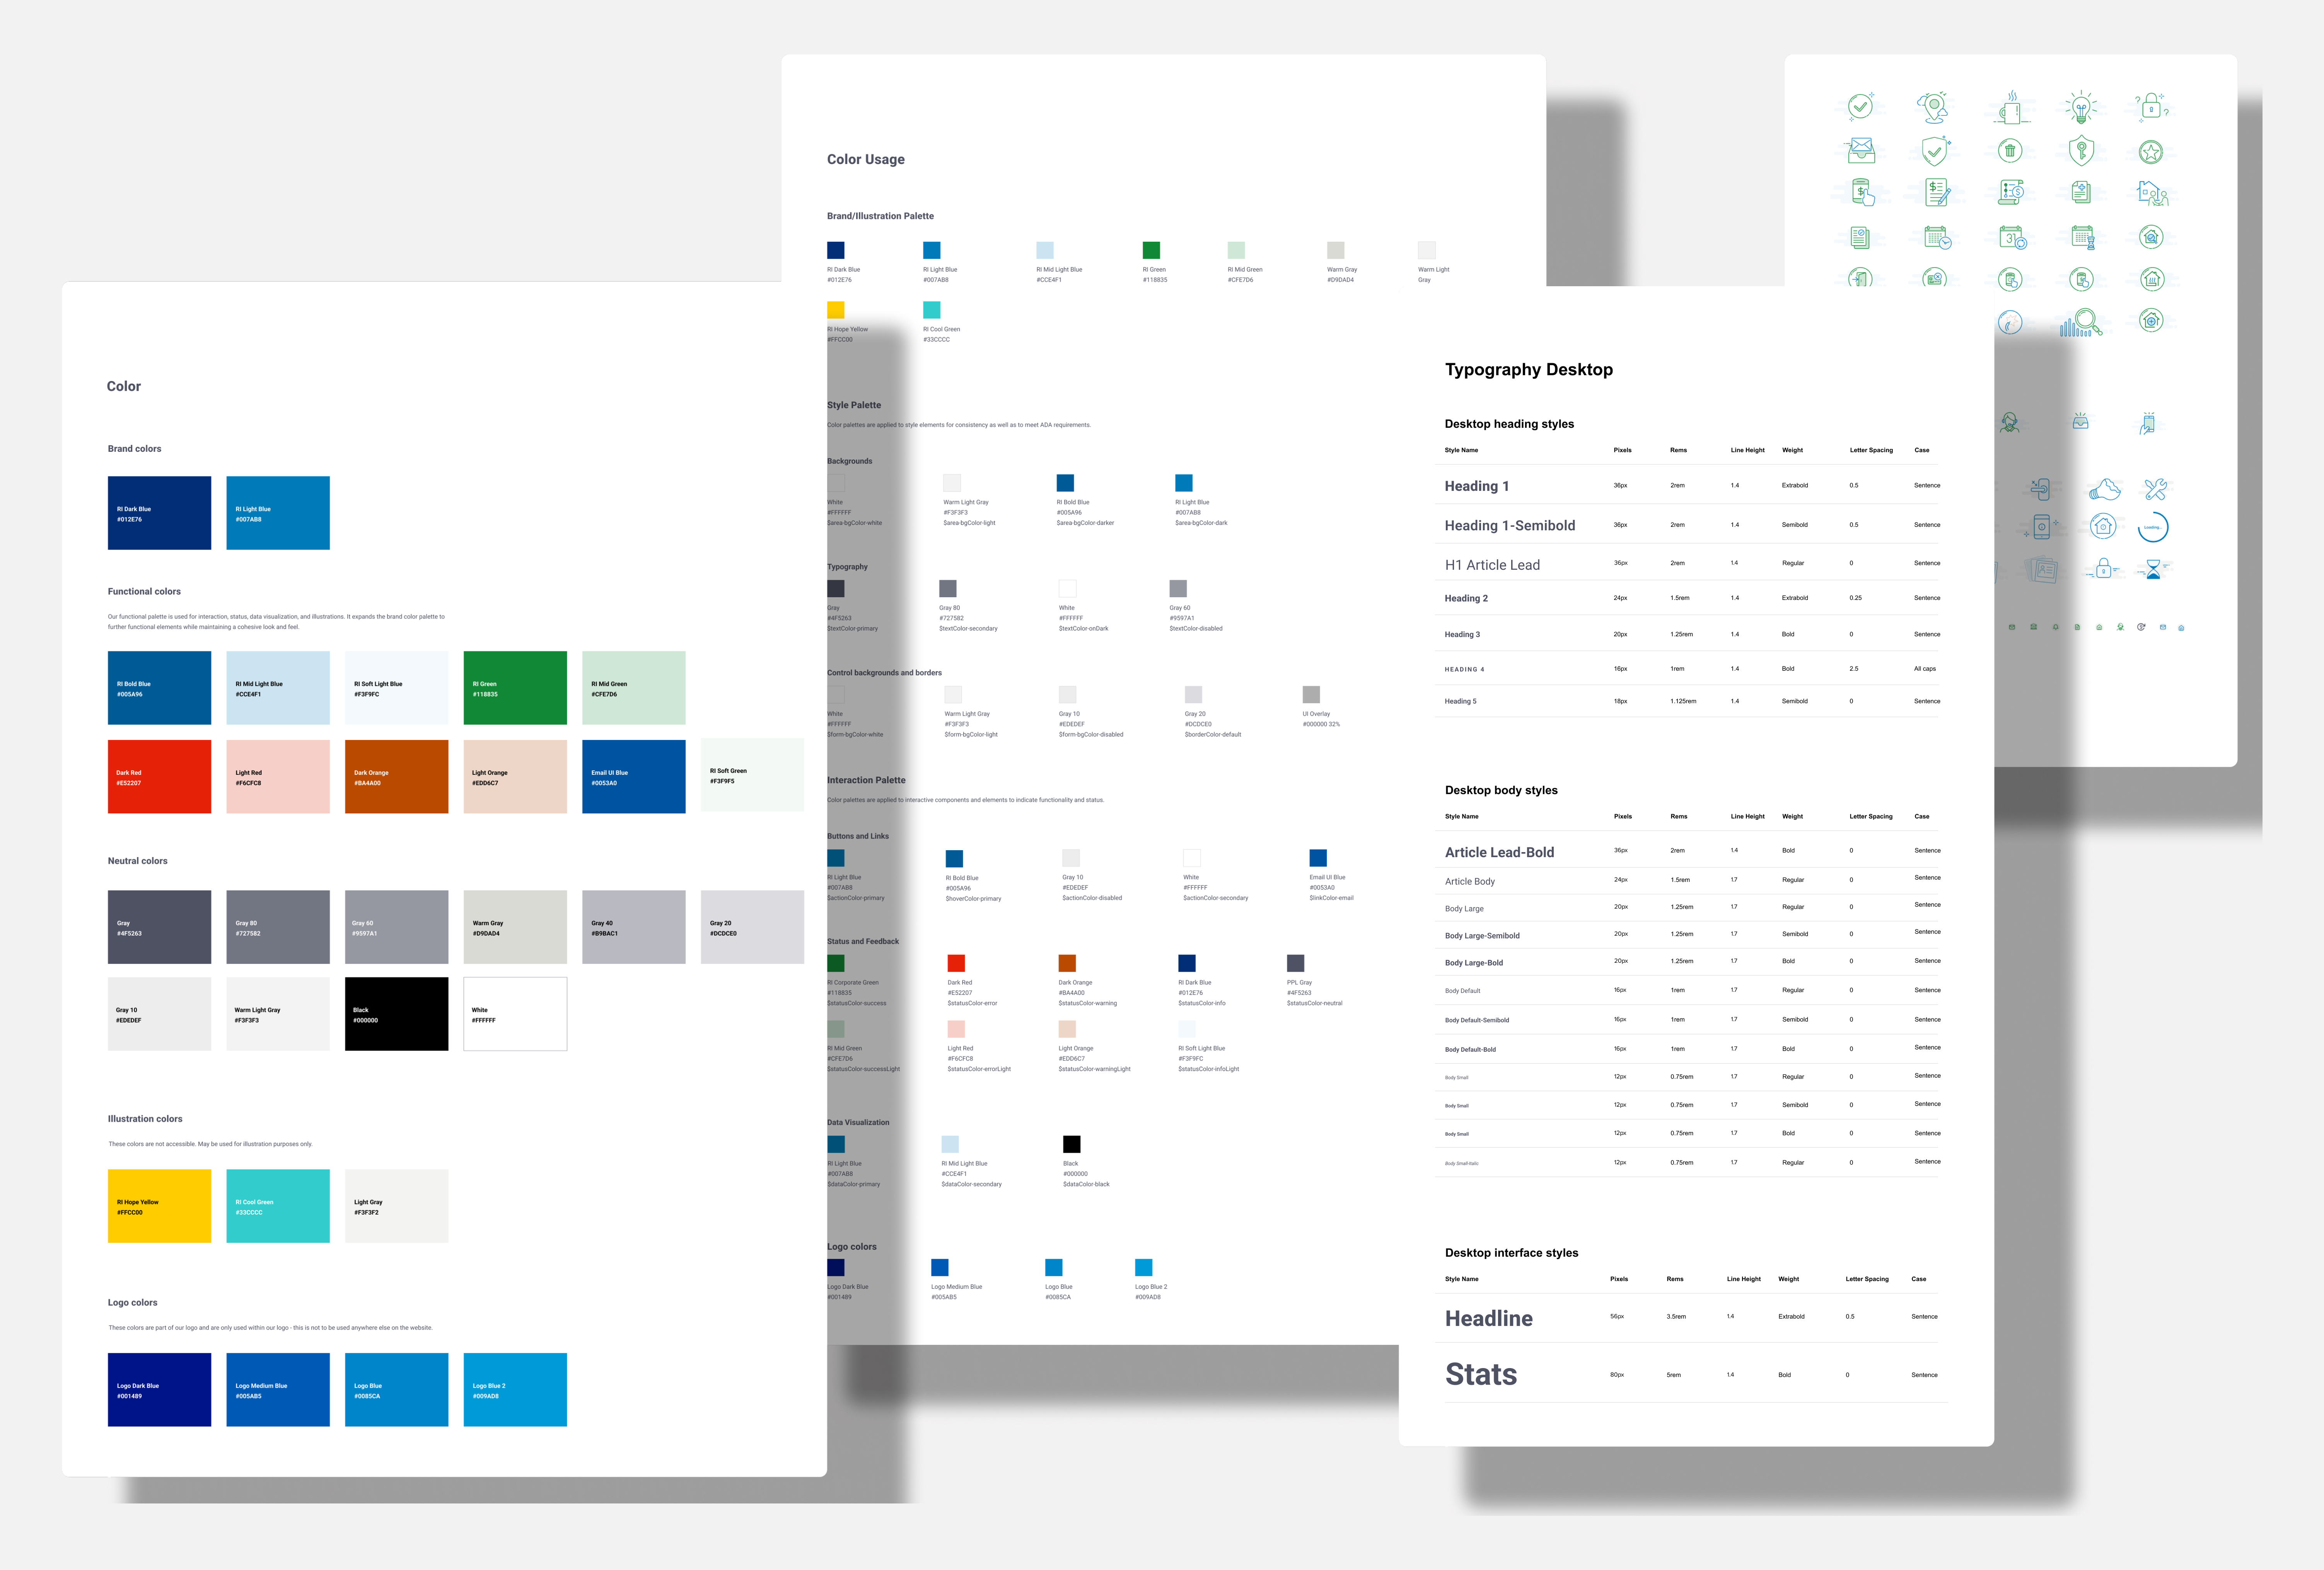 Color
Brand colors
RI Dark Blue
#012E76
RI Light Blue
#007AB8
Functional colors
Our functional palette is used for interaction, status, data visualization, and illustrations. It expands the brand color palette to
further functional elements while maintaining a cohesive look and feel.
RI Bold Blue
#005A96
RI Mid Light Blue
#CCE4F1
RI Soft Light Blue
#F3F9FC
RI Green
#118835
RI Mid Green
#CFE7D6
Dark Red
#E52207
Light Red
#F6CFC8
Dark Orange
#BA4A00
Light Orange
#EDD6C7
Email UI Blue
#0053A0
RI Soft Green
#F3F9F5
Neutral colors
Gray
#4F5263
Gray 80
#727582
Gray 60
#9597A1
Warm Gray
#D9DAD4
Gray 40
#B9BAC1
Gray 20
#DCDCE0
Gray 10
#EDEDEF
Warm Light Gray
#F3F3F3
Black
#000000
White
#FFFFFF
Illustration colors
These colors are not accessible. May be used for illustration purposes only.
RI Hope Yellow
#FFCC00
RI Cool Green
#33CCCC
Light Gray
#F3F3F2
Logo colors
These colors are part of our logo and are only used within our logo - this is not to be used anywhere else on the website.
Logo Dark Blue
#001489
Logo Medium Blue
#005AB5
Logo Blue
#0085CA
Logo Blue 2
#009AD8
Color Usage
Brand/Illustration Palette
RI Dark Blue
#012E76
RI Light Blue
#007AB8
RI Mid Light Blue
#CCE4F1
RI Green
#118835
RI Mid Green
#CFE7D6
Warm Gray
#D9DAD4
Warm Light
Gray
RI Hope Yellow
#FFCC00
RI Cool Green
#33CCCC
Style Palette
Color palettes are applied to style elements for consistency as well as to meet ADA requirements.
Backgrounds
White
#FFFFFF
$area-bgColor-white
Warm Light Gray
#F3F3F3
$area-bgColor-light
RI Bold Blue
#005A96
$area-bgColor-darker
RI Light Blue
#007AB8
$area-bgColor-dark
Typography
Gray
#4F5263
$textColor-primary
Gray 80
#727582
$textColor-secondary
White
#FFFFFF
$textColor-onDark
Gray 60
#9597A1
$textColor-disabled
Control backgrounds and borders
White
#FFFFFF
$form-bgColor-white
Warm Light Gray
#F3F3F3
$form-bgColor-light
Gray 10
#EDEDEF
$form-bgColor-disabled
Gray 20
#DCDCE0
$borderColor-default
UI Overlay
#000000 32%
Interaction Palette
Color palettes are applied to interactive components and elements to indicate functionality and status.
Buttons and Links
RI Light Blue
#007AB8
$actionColor-primary
RI Bold Blue
#005A96
$hoverColor-primary
Gray 10
#EDEDEF
$actionColor-disabled
White
#FFFFFF
$actionColor-secondary
Email UI Blue
#0053A0
$linkColor-email
Status and Feedback
RI Corporate Green
#118835
$statusColor-success
Dark Red
#E52207
$statusColor-error
Dark Orange
#BA4A00
$statusColor-warning
RI Dark Blue
#012E76
$statusColor-info
PPL Gray
#4F5263
$statusColor-neutral
RI Mid Green
#CFE7D6
$statusColor-successLight
Light Red
#F6CFC8
$statusColor-errorLight
Light Orange
#EDD6C7
$statusColor-warningLight
RI Soft Light Blue
#F3F9FC
$statusColor-infoLight
Data Visualization
RI Light Blue
#007AB8
$dataColor-primary
RI Mid Light Blue
#CCE4F1
$dataColor-secondary
Black
#000000
$dataColor-black
Logo colors
Logo Dark Blue
#001489
Logo Medium Blue
#005AB5
Logo Blue
#0085CA
Logo Blue 2
#009AD8
Typography Desktop
Desktop heading styles
Style Name Pixels Rems Line Height Weight Letter Spacing Case
Heading 1 36px 2rem 1.4 Extrabold 0.5 Sentence
Heading 1-Semibold 36px 2rem 1.4 Semibold 0.5 Sentence
H1 Article Lead 36px 2rem 1.4 Regular 0 Sentence
Heading 2 24px 1.5rem 1.4 Extrabold 0.25 Sentence
Heading 3 20px 1.25rem 1.4 Bold 0 Sentence
HEADING 4 16px 1rem 1.4 Bold 2.5 All caps
Heading 5 18px 1.125rem 1.4 Semibold 0 Sentence
Desktop body styles
Style Name Pixels Rems Line Height Weight Letter Spacing Case
Article Lead-Bold 36px 2rem 1.4 Bold 0 Sentence
Article Body 24px 1.5rem 1.7 Regular 0 Sentence
Body Large 20px 1.25rem 1.7 Regular 0 Sentence
Body Large-Semibold 20px 1.25rem 1.7 Semibold 0 Sentence
Body Large-Bold 20px 1.25rem 1.7 Bold 0 Sentence
Body Default 16px 1rem 1.7 Regular 0 Sentence
Body Default-Semibold 16px 1rem 1.7 Semibold 0 Sentence
Body Default-Bold 16px 1rem 1.7 Bold 0 Sentence
Body Small 12px 0.75rem 1.7 Regular 0 Sentence
Body Small 12px 0.75rem 1.7 Semibold 0 Sentence
Body Small 12px 0.75rem 1.7 Bold 0 Sentence
Body Small-Italic 12px 0.75rem 1.7 Regular 0 Sentence
Desktop interface styles
Style Name Pixels Rems Line Height Weight Letter Spacing Case
Headline 56px 3.5rem 1.4 Extrabold 0.5 Sentence
Stats 80px 5rem 1.4 Bold 0 Sentence
? ?
$
$
$
31
Loading...